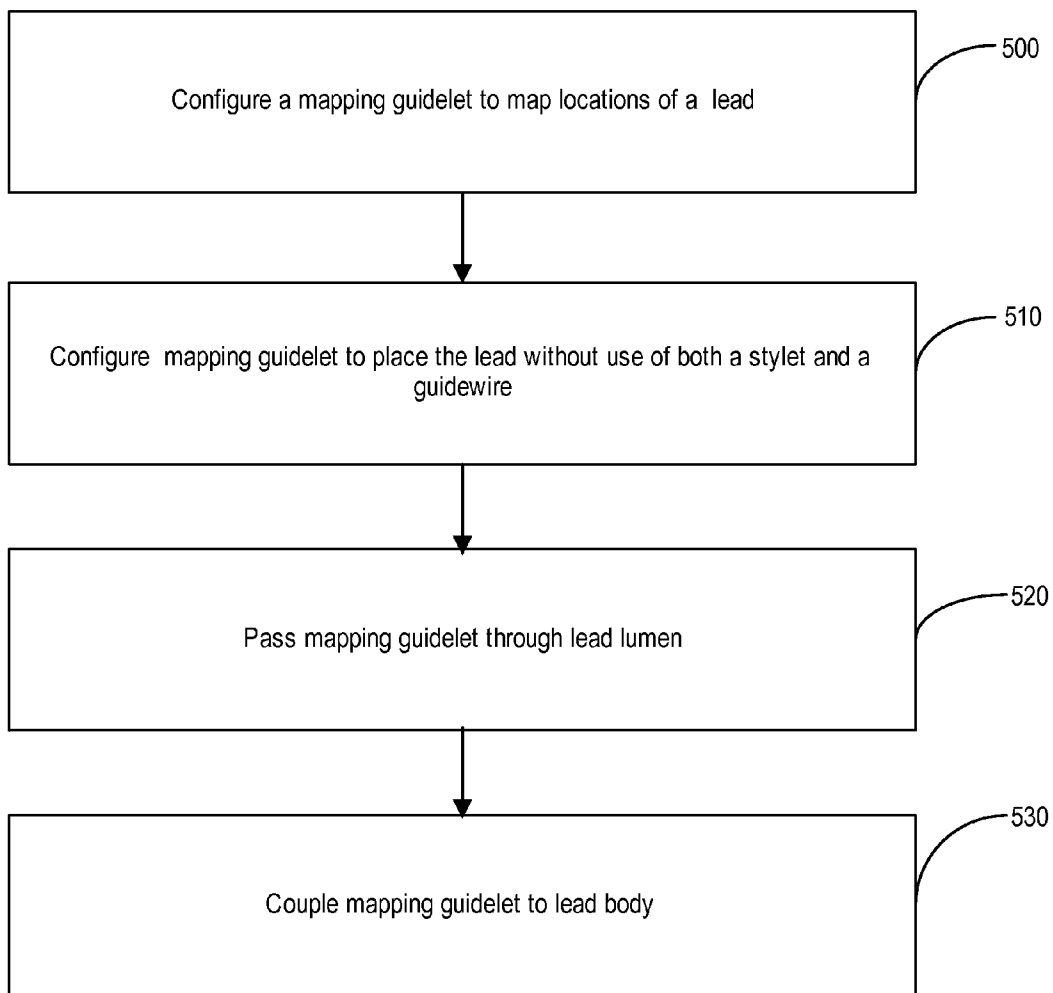 500
Configure a mapping guidelet to map locations of a lead
510
Configure mapping guidelet to place the lead without use of both a stylet and a
guidewire
520
Pass mapping guidelet through lead lumen
530
Couple mapping guidelet to lead body